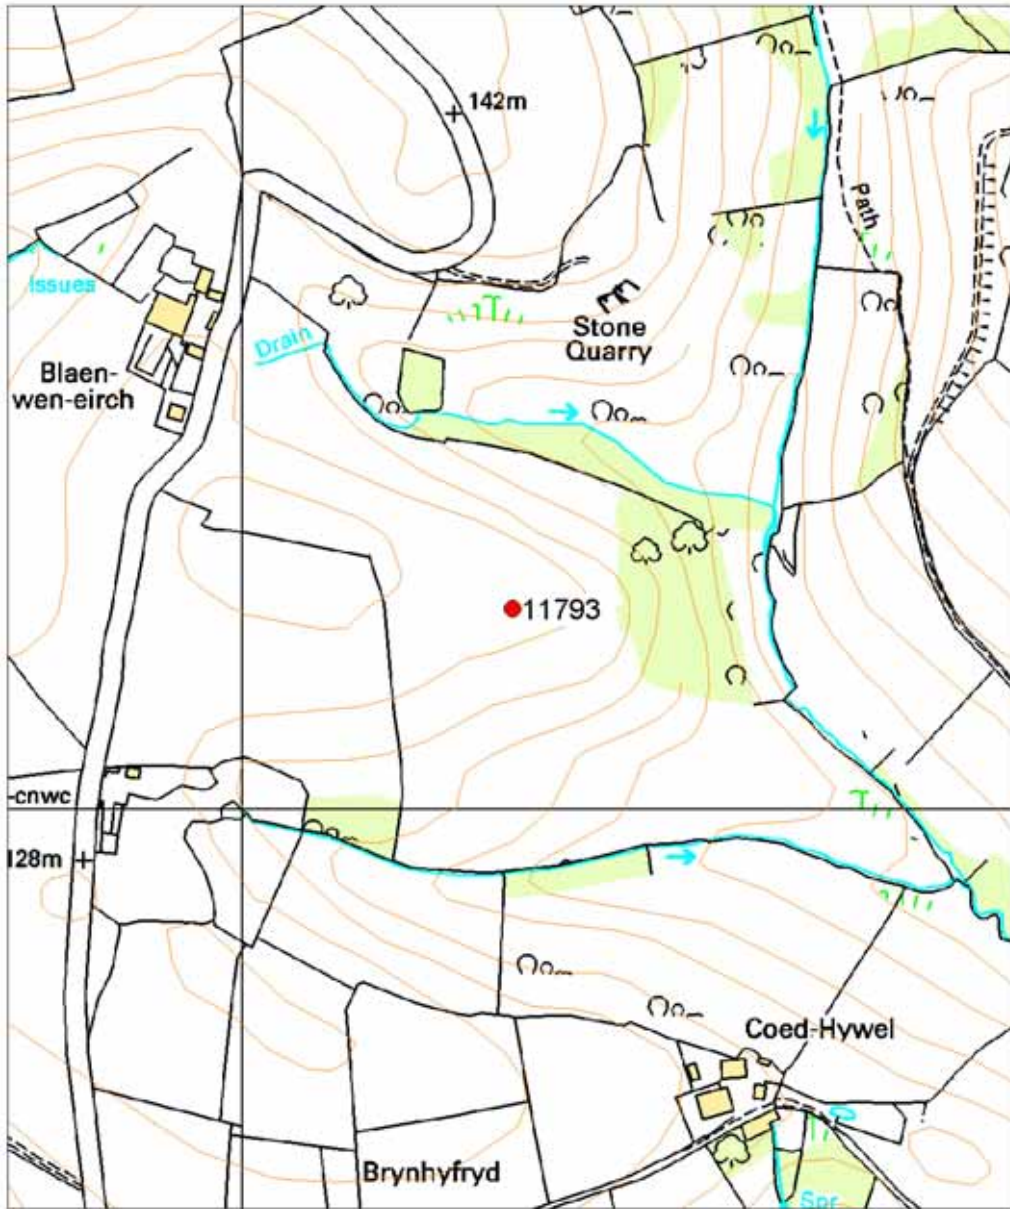 142m
Path
Issues
Drain
Stone
Quarry
Blaen-
wen-eirch
11793
-cnwc
128m
Coed-Hywel
Brynhyfryd
Spr